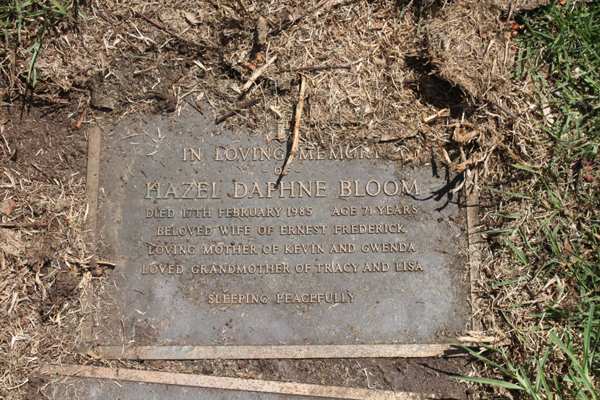 IN LOVING MEMORY
OF
HAZEL DAPHNE BLOOM
DIED 17TH FEBRUARY 1985 AGE 71 YEARS
BELOVED WIFE OF ERNEST FREDERICK.
LOVING MOTHER OF KEVIN AND GWENDA
LOVED GRANDMOTHER OF TRIACY AND LISA
SLEEPING PEACEFULLY